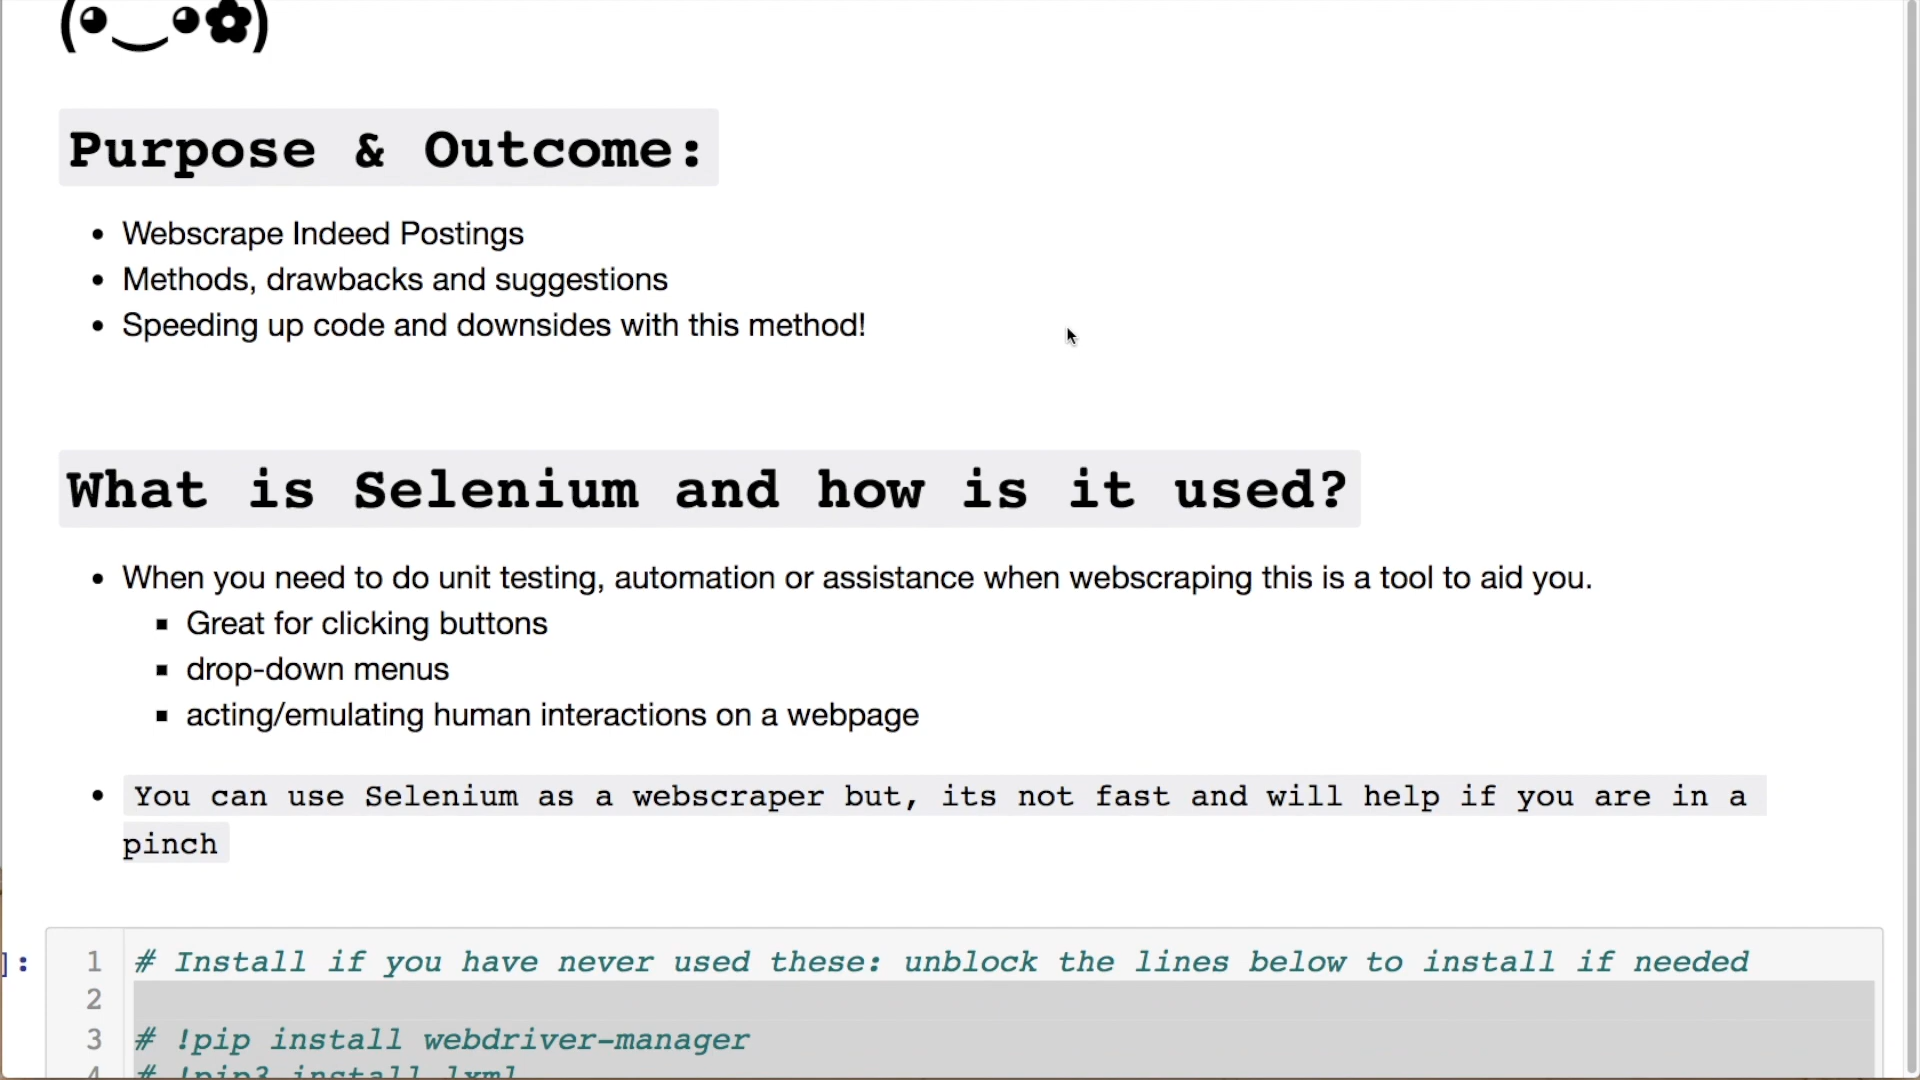 (◕‿◕✿)
Purpose & Outcome:
Webscrape Indeed Postings
Methods, drawbacks and suggestions
Speeding up code and downsides with this method!
What is Selenium and how is it used?
When you need to do unit testing, automation or assistance when webscraping this is a tool to aid you.
Great for clicking buttons
drop-down menus
acting/emulating human interactions on a webpage
You can use Selenium as a webscraper but, its not fast and will help if you are in a
pinch
]: 1 # Install if you have never used these: unblock the lines below to install if needed
2
3 # !pip install webdriver-manager
4 # !pip3 install lxml